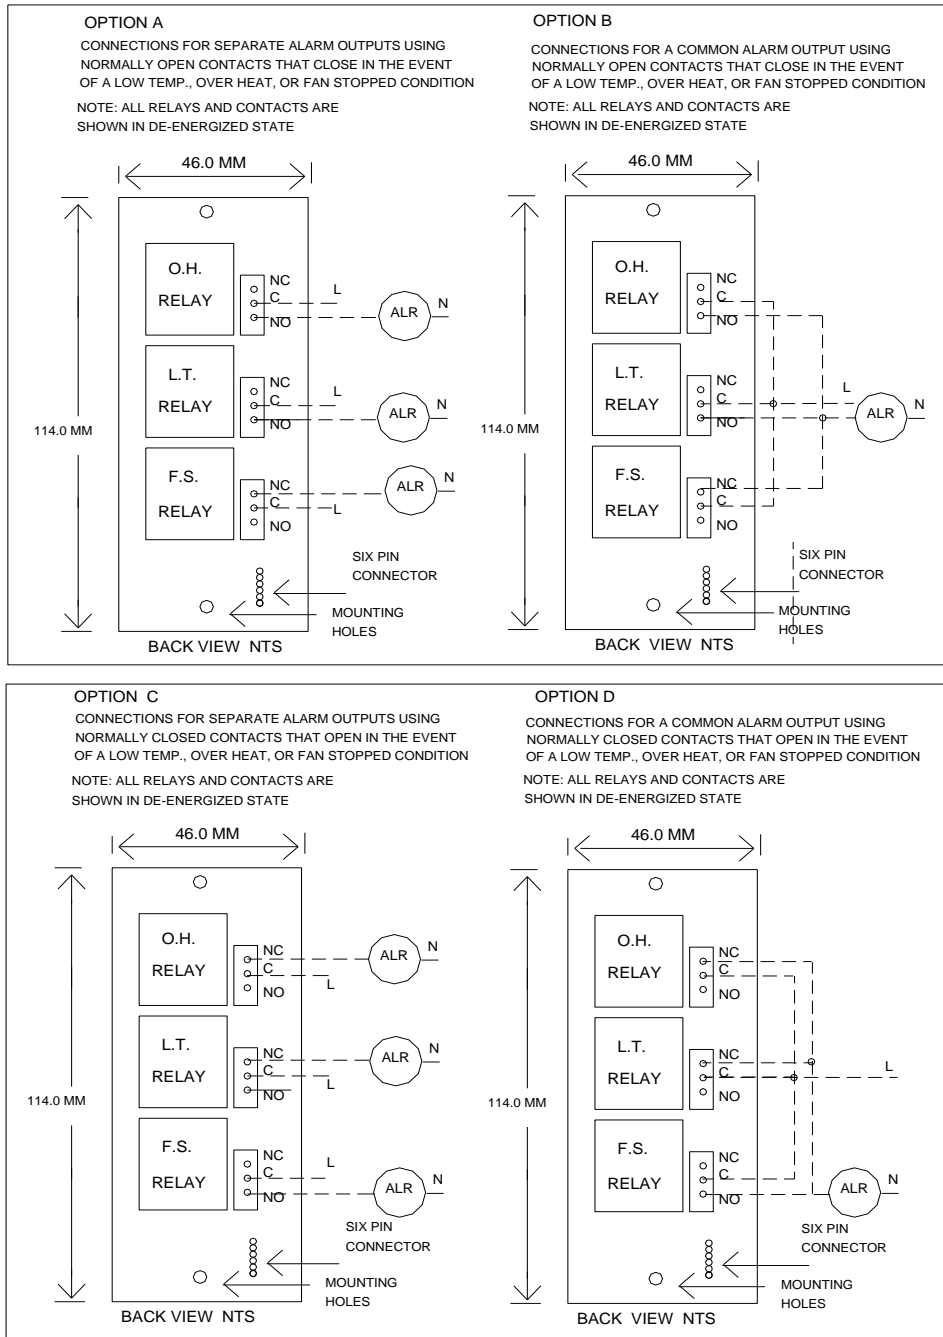 OPTION A
CONNECTIONS FOR SEPARATE ALARM OUTPUTS USING
NORMALLY OPEN CONTACTS THAT CLOSE IN THE EVENT
OF A LOW TEMP., OVER HEAT, OR FAN STOPPED CONDITION
NOTE: ALL RELAYS AND CONTACTS ARE
SHOWN IN DE-ENERGIZED STATE
46.0 MM
114.0 MM
O.H.
RELAY
NC
C
NO
L
ALR
N
L.T.
RELAY
NC
C
NO
L
ALR
N
F.S.
RELAY
NC
C
NO
L
ALR
N
SIX PIN
CONNECTOR
MOUNTING
HOLES
BACK VIEW NTS
OPTION B
CONNECTIONS FOR A COMMON ALARM OUTPUT USING
NORMALLY OPEN CONTACTS THAT CLOSE IN THE EVENT
OF A LOW TEMP., OVER HEAT, OR FAN STOPPED CONDITION
NOTE: ALL RELAYS AND CONTACTS ARE
SHOWN IN DE-ENERGIZED STATE
46.0 MM
114.0 MM
O.H.
RELAY
NC
C
NO
L.T.
RELAY
NC
C
NO
L
ALR
N
F.S.
RELAY
NC
C
NO
SIX PIN
CONNECTOR
MOUNTING
HOLES
BACK VIEW NTS
OPTION C
CONNECTIONS FOR SEPARATE ALARM OUTPUTS USING
NORMALLY CLOSED CONTACTS THAT OPEN IN THE EVENT
OF A LOW TEMP., OVER HEAT, OR FAN STOPPED CONDITION
NOTE: ALL RELAYS AND CONTACTS ARE
SHOWN IN DE-ENERGIZED STATE
46.0 MM
114.0 MM
O.H.
RELAY
NC
C
NO
L
ALR
N
L.T.
RELAY
NC
C
NO
L
ALR
N
F.S.
RELAY
NC
C
NO
L
ALR
N
SIX PIN
CONNECTOR
MOUNTING
HOLES
BACK VIEW NTS
OPTION D
CONNECTIONS FOR A COMMON ALARM OUTPUT USING
NORMALLY CLOSED CONTACTS THAT OPEN IN THE EVENT
OF A LOW TEMP., OVER HEAT, OR FAN STOPPED CONDITION
NOTE: ALL RELAYS AND CONTACTS ARE
SHOWN IN DE-ENERGIZED STATE
46.0 MM
114.0 MM
O.H.
RELAY
NC
C
NO
L.T.
RELAY
NC
C
NO
L
F.S.
RELAY
NC
C
NO
ALR
N
SIX PIN
CONNECTOR
MOUNTING
HOLES
BACK VIEW NTS